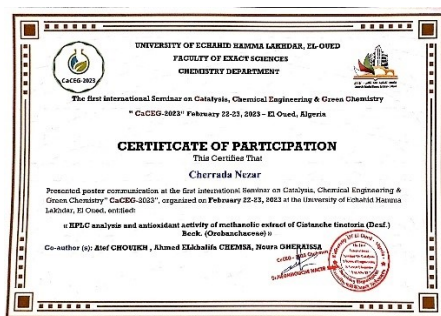 UNIVERSITY OF ECHAHID HAMMA LAKHDAR, EL-OUED
FACULTY OF EXACT SCIENCES
CHEMISTRY DEPARTMENT
CaCEG-2023
The first international Seminar on Catalysis, Chemical Engineering & Green Chemistry
" CaCEG-2023" February 22-23, 2023 – El Oued, Algeria
CERTIFICATE OF PARTICIPATION
This Certifies That
Cherrada Nezar
Presented poster communication at the first international Seminar on Catalysis, Chemical Engineering &
Green Chemistry" CaCEG-2023", organized on February 22-23, 2023 at the University of Echahid Hamma
Lakhdar, El Oued, entitled:
« HPLC analysis and antioxidant activity of methanolic extract of Cistanche tinctoria (Desf.)
Beck. (Orobanchaceae) »
Co-author (s): Atef CHOUIKH , Ahmed ELkhalifa CHEMSA, Noura GHERAISSA